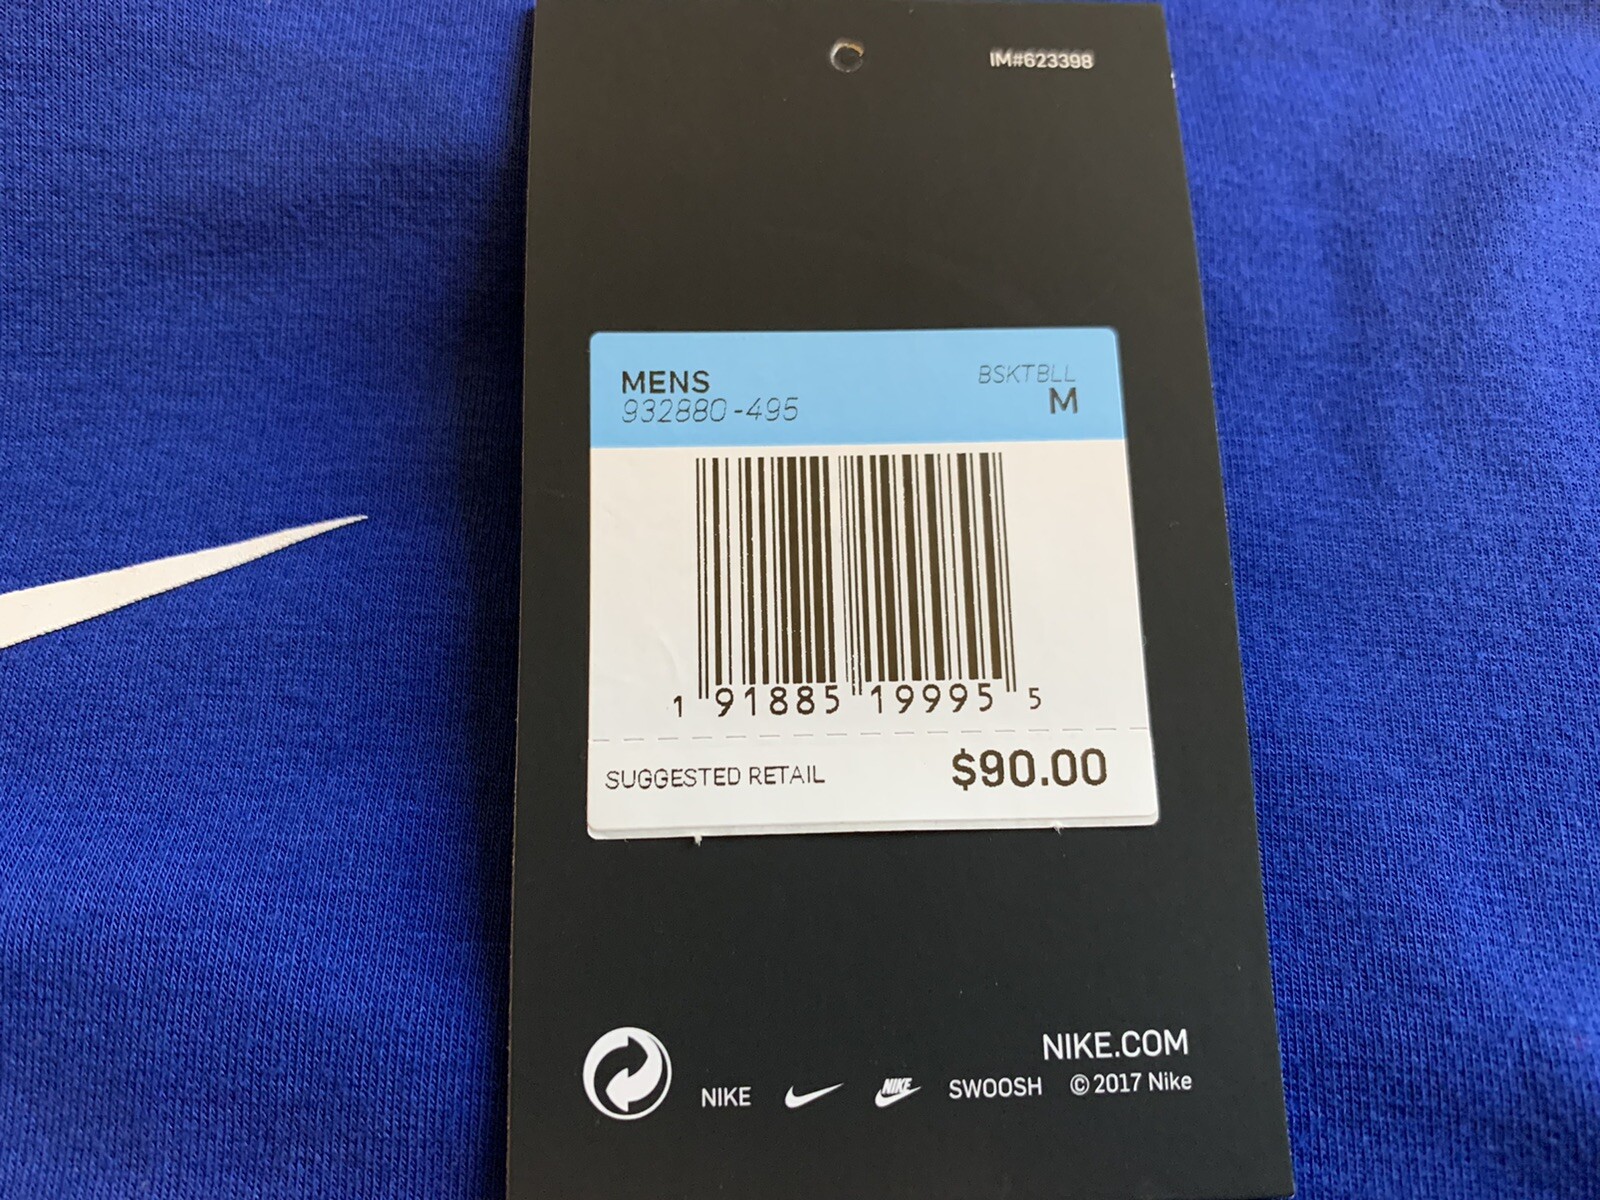 IM#623398
MENS BSKTBLL
932880-495 M
1 91885 19995 5
SUGGESTED RETAIL $90.00
NIKE.COM
NIKE NIKE SWOOSH © 2017 Nike